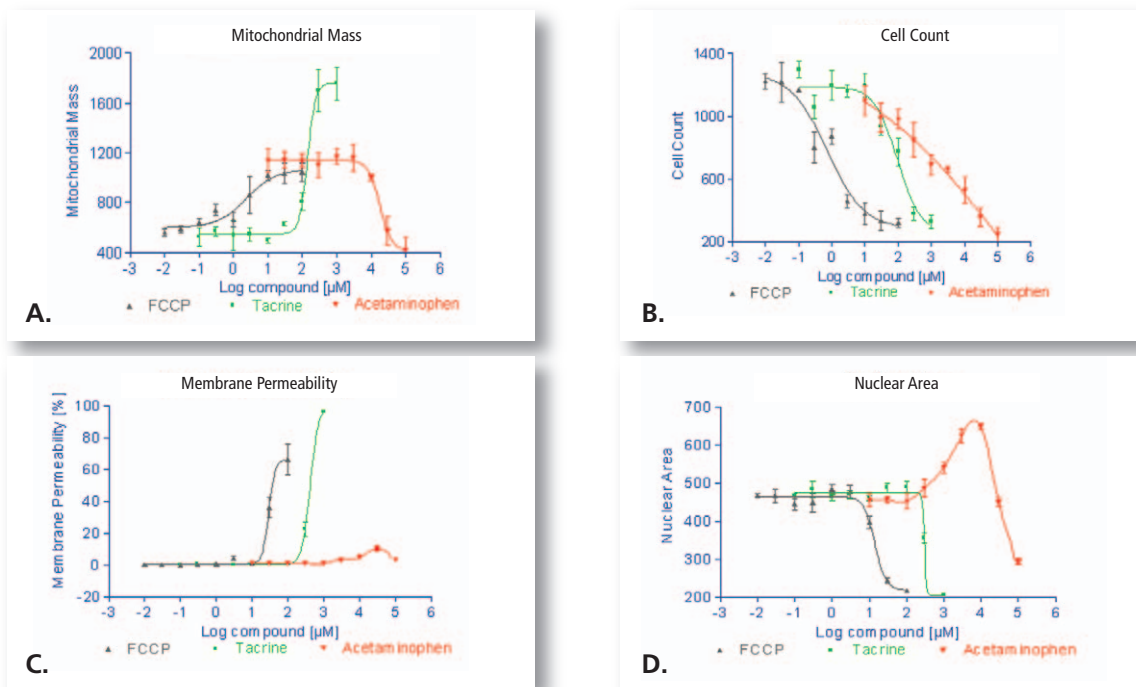 Mitochondrial Mass
2000
1600
1200
800
400
Mitochondrial Mass
-3 -2 -1 0 1 2 3 4 5 6
Log compound [µM]
FCCP Tacrine Acetaminophen
A.
Cell Count
1400
1000
600
200
Cell Count
-3 -2 -1 0 1 2 3 4 5 6
Log compound [µM]
FCCP Tacrine Acetaminophen
B.
Membrane Permeability
100
80
60
40
20
0
-20
Membrane Permeability [%]
-3 -2 -1 0 1 2 3 4 5 6
Log compound [µM]
FCCP Tacrine Acetaminophen
C.
Nuclear Area
700
600
500
400
300
200
Nuclear Area
-3 -2 -1 0 1 2 3 4 5 6
Log compound [µM]
FCCP Tacrine Acetaminophen
D.